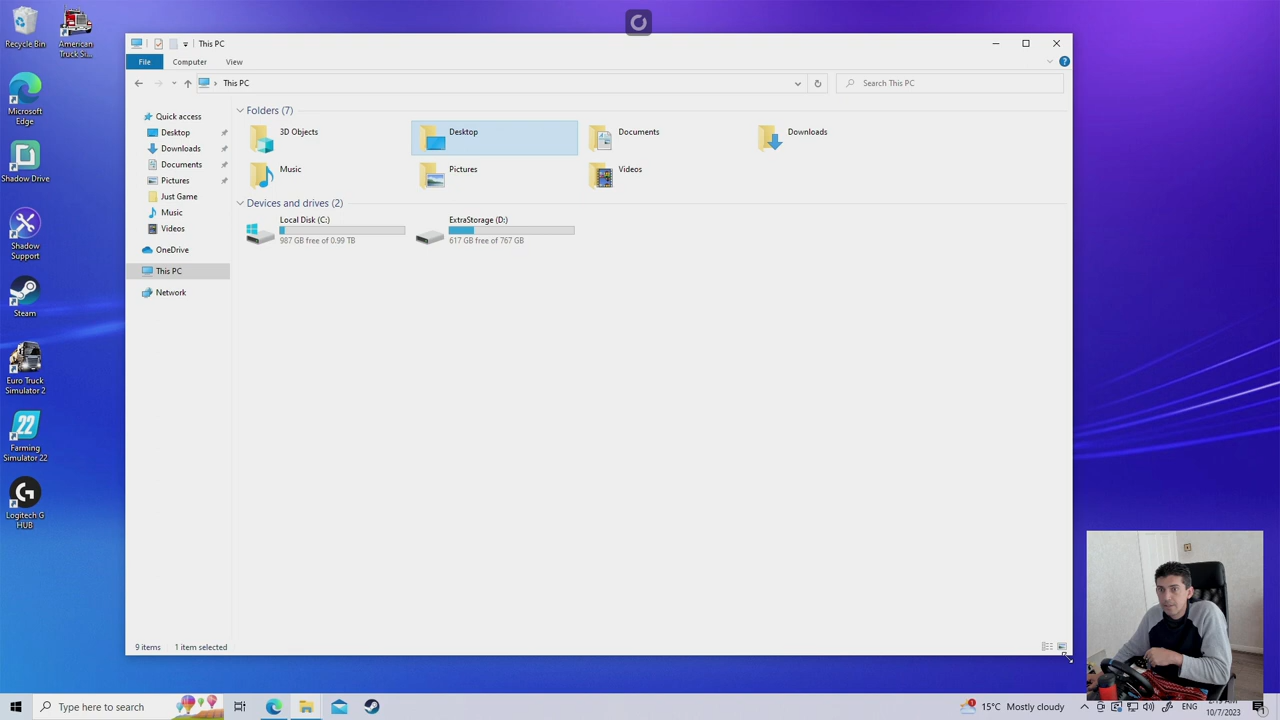 Recycle Bin
American
Truck Si...
This PC
File
Computer
View
This PC
Search This PC
Microsoft
Edge
Shadow Drive
Shadow
Support
Steam
Euro Truck
Simulator 2
22
Farming
Simulator 22
Logitech G
HUB
Quick access
Desktop
Downloads
Documents
Pictures
Just Game
Music
Videos
OneDrive
This PC
Network
Folders (7)
3D Objects
Desktop
Documents
Downloads
Music
Pictures
Videos
Devices and drives (2)
Local Disk (C:)
987 GB free of 0.99 TB
ExtraStorage (D:)
617 GB free of 767 GB
9 items
1 item selected
Type here to search
15°C Mostly cloudy
ENG
10/7/2023